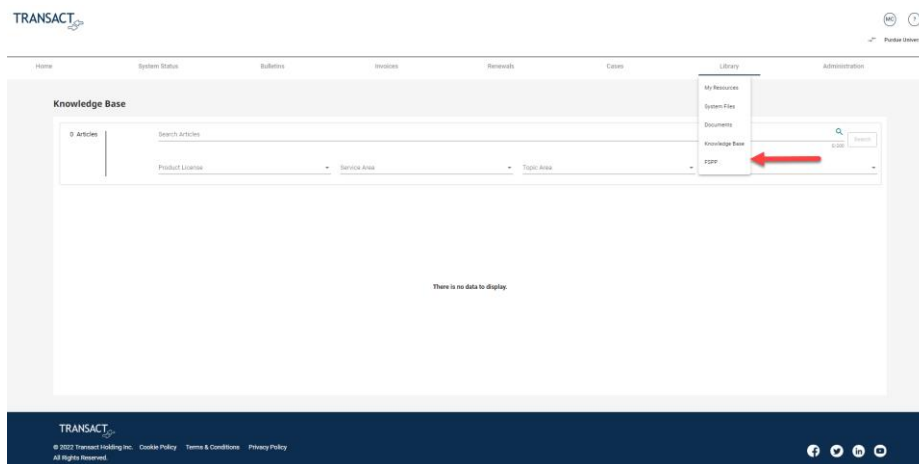 TRANSACT
MC ?
Purdue Univer
Home System Status Bulletins Invoices Renewals Cases Library Administration
My Resources
System Files
Documents
Knowledge Base
FSPP
Knowledge Base
0 Articles
Search Articles
Search
Product License
Service Area
Topic Area
There is no data to display.
TRANSACT
© 2022 Transact Holding Inc. Cookie Policy Terms & Conditions Privacy Policy
All Rights Reserved.